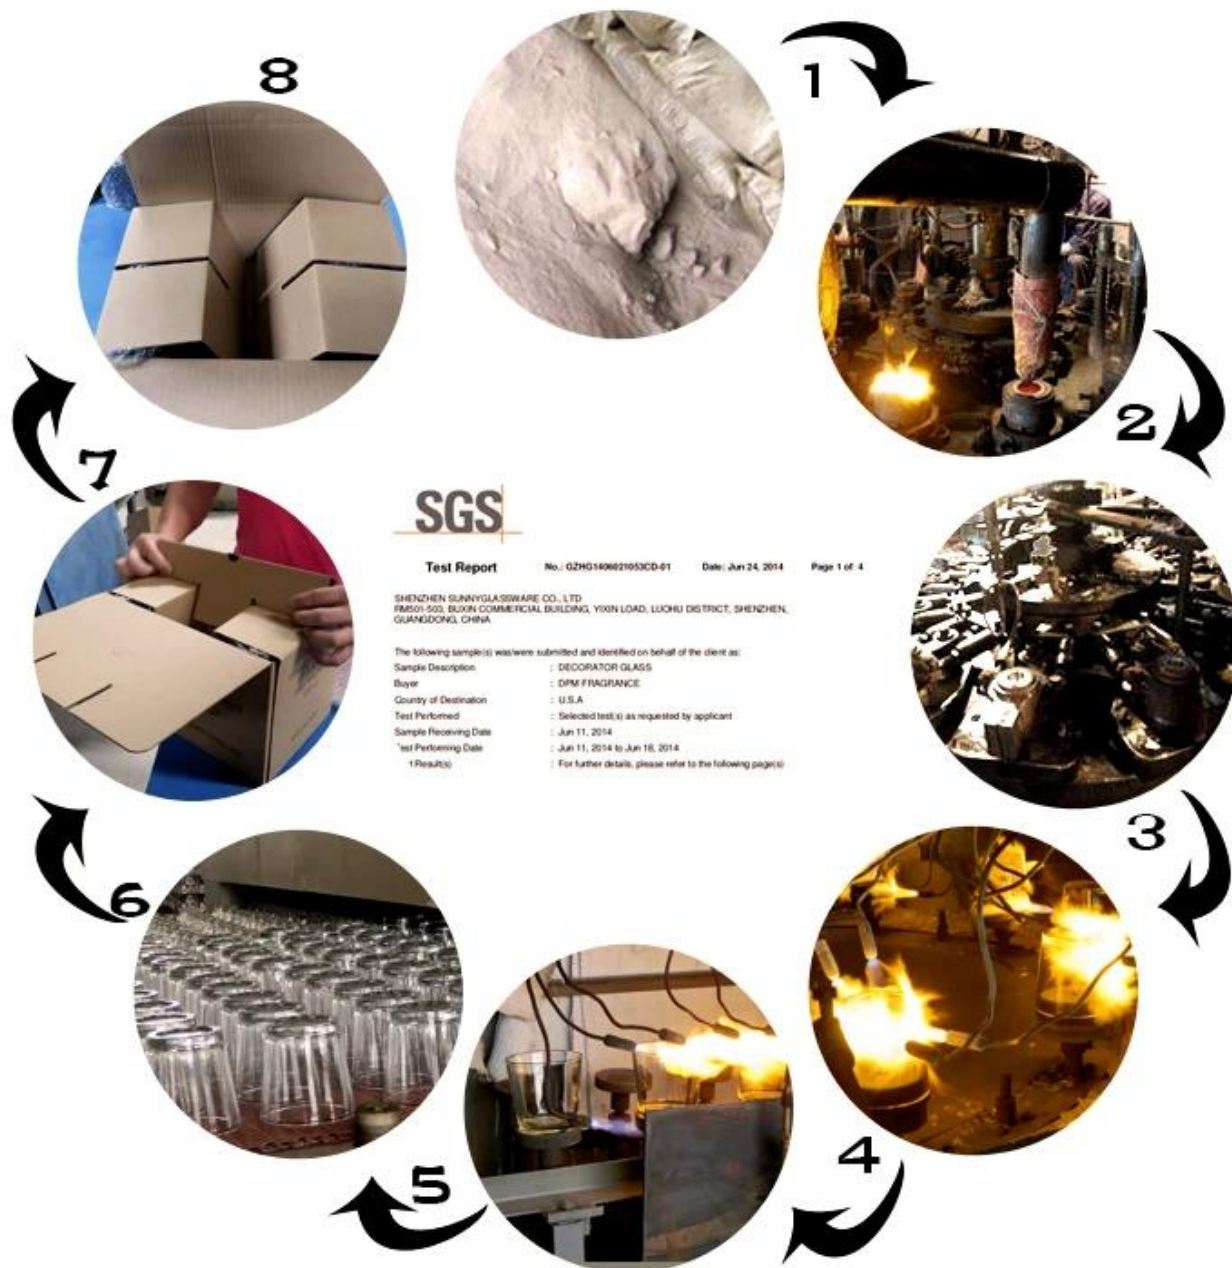 8
1
2
7
SGS
Test Report No.: GZHG1406021053CD-01 Date: Jun 24, 2014 Page 1 of 4
SHENZHEN SUNNYGLASSWARE CO., LTD
RM501-503, BUXIN COMMERCIAL BUILDING, YIXIN LOAD, LUOHU DISTRICT, SHENZHEN,
GUANGDONG, CHINA
The following sample(s) was/were submitted and identified on behalf of the client as:
Sample Description : DECORATOR GLASS
Buyer : DPM FRAGRANCE
Country of Destination : U.S.A
Test Performed : Selected test(s) as requested by applicant
Sample Receiving Date : Jun 11, 2014
Test Performing Date : Jun 11, 2014 to Jun 18, 2014
t Result(s) : For further details, please refer to the following page(s)
3
6
4
5